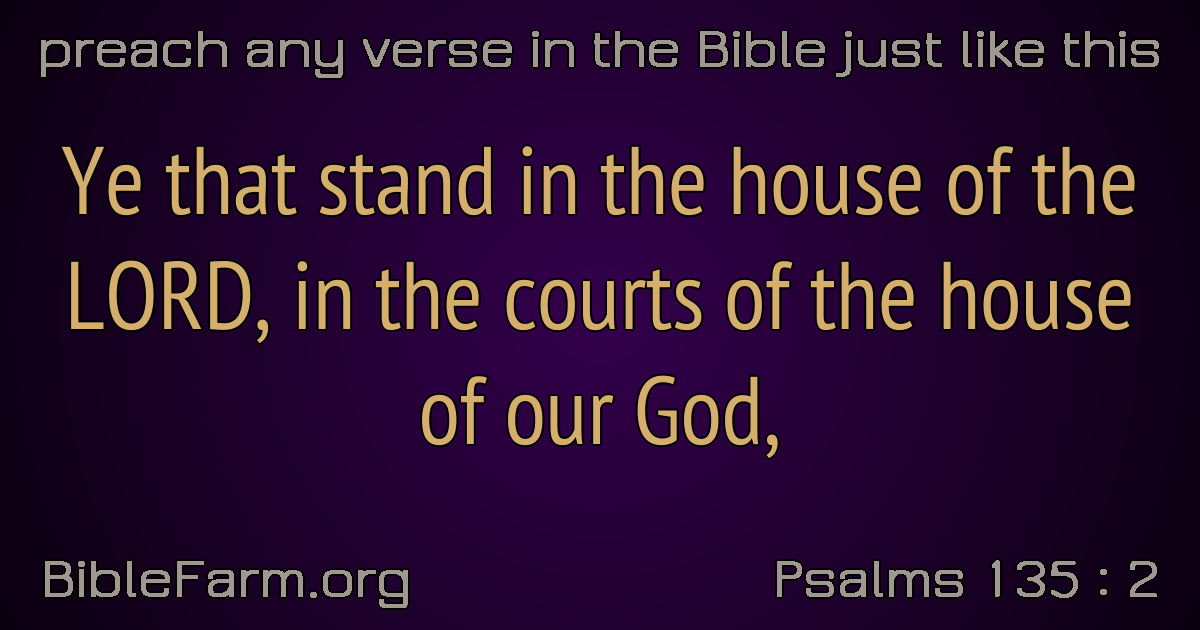 preach any verse in the Bible just like this
Ye that stand in the house of the
LORD, in the courts of the house
of our God,
BibleFarm.org
Psalms 135 : 2